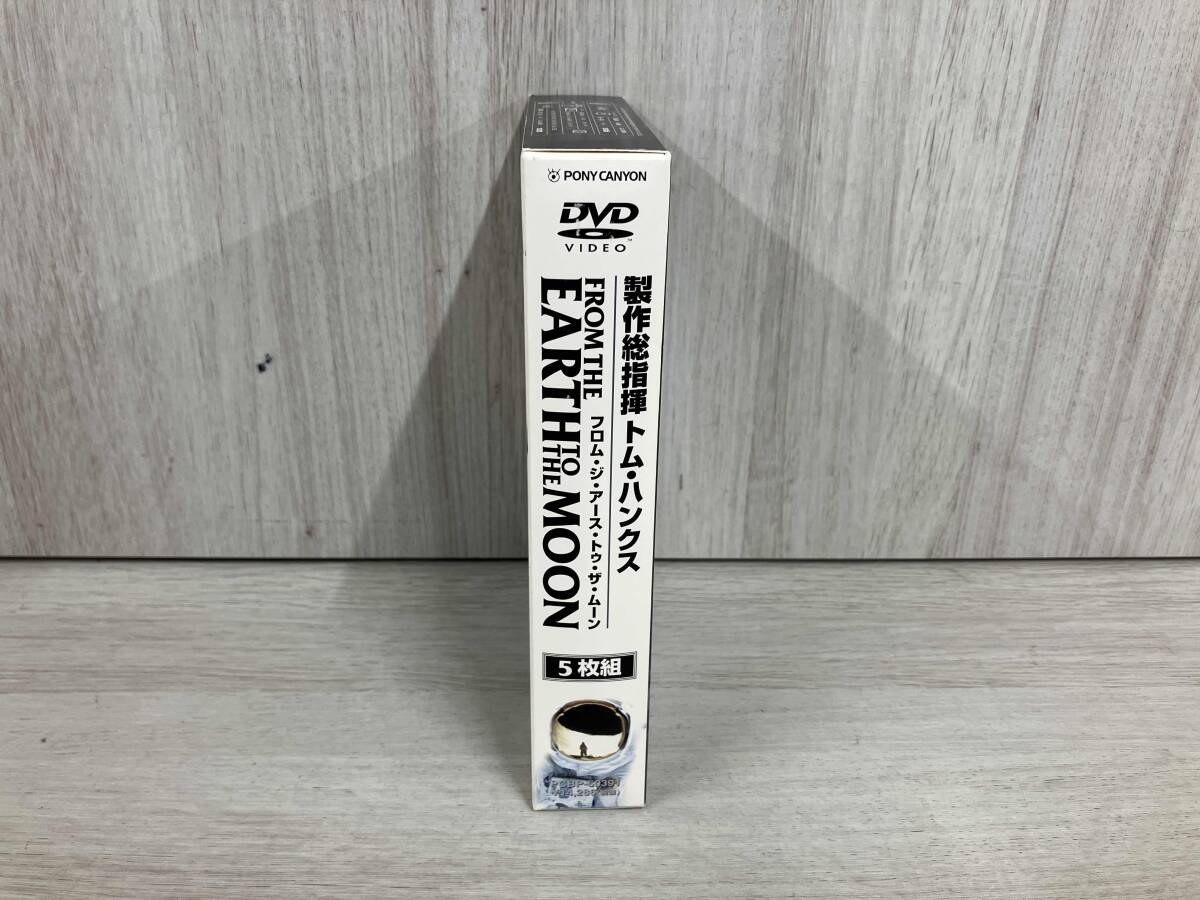 PONY CANYON
DVD
VIDEO
製作総指揮 トム・ハンクス
FROM THE
EARTH TO THE MOON
フロム・ジ・アース・トゥ・ザ・ムーン
5枚組